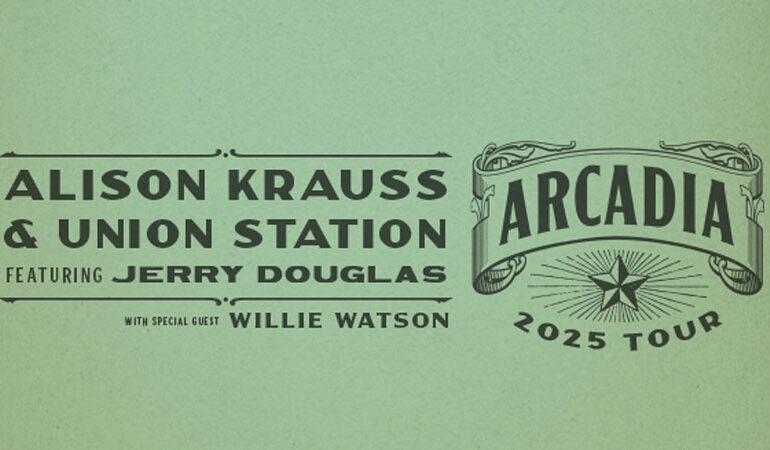 ALISON KRAUSS
& UNION STATION
FEATURING JERRY DOUGLAS
WITH SPECIAL GUEST WILLIE WATSON
ARCADIA
2025 TOUR